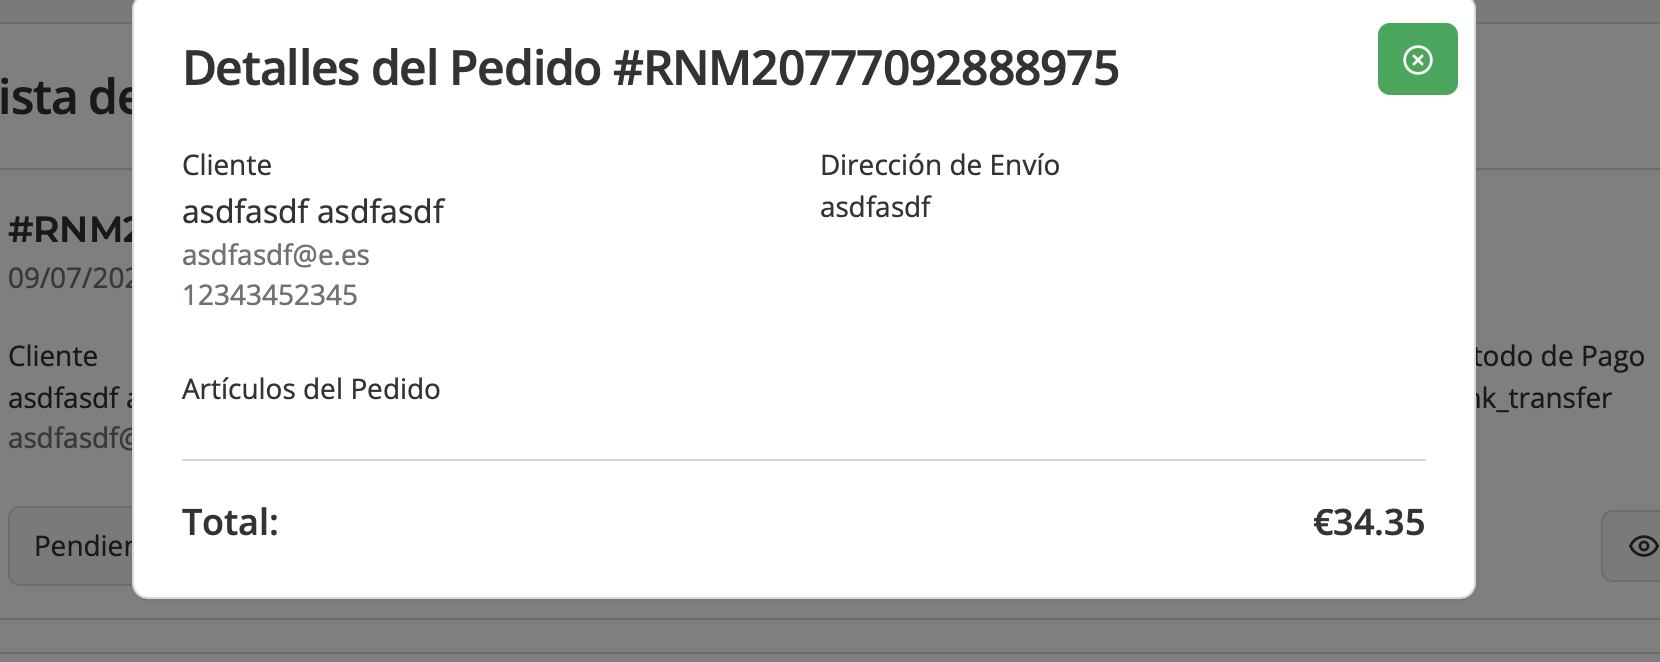 Detalles del Pedido #RNM20777092888975
Cliente
asdfasdf asdfasdf
asdfasdf@e.es
12343452345
Dirección de Envío
asdfasdf
Artículos del Pedido
Total:
€34.35
ista de
#RNM2
09/07/202
Cliente
asdfasdf a
asdfasdf@
Pendien
todo de Pago
nk_transfer